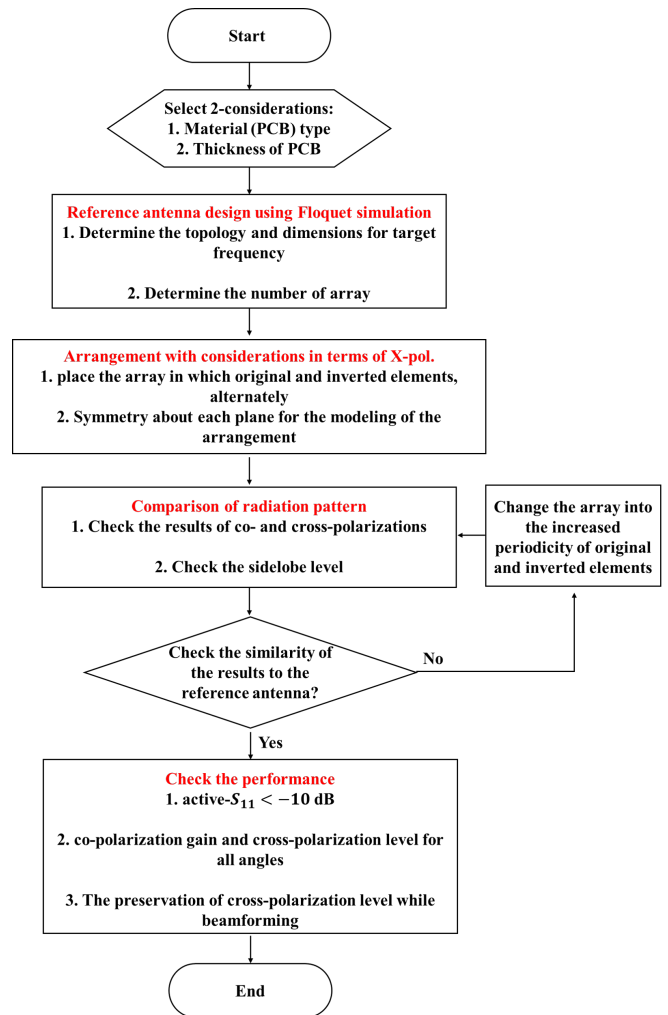 Start
Select 2-considerations:
1. Material (PCB) type
2. Thickness of PCB
Reference antenna design using Floquet simulation
1. Determine the topology and dimensions for target
frequency
2. Determine the number of array
Arrangement with considerations in terms of X-pol.
1. place the array in which original and inverted elements,
alternately
2. Symmetry about each plane for the modeling of the
arrangement
Comparison of radiation pattern
1. Check the results of co- and cross-polarizations
2. Check the sidelobe level
Change the array into
the increased
periodicity of original
and inverted elements
Check the similarity of
the results to the
reference antenna?
No
Yes
Check the performance
1. active-𝑆₁₁ < −10 dB
2. co-polarization gain and cross-polarization level for
all angles
3. The preservation of cross-polarization level while
beamforming
End